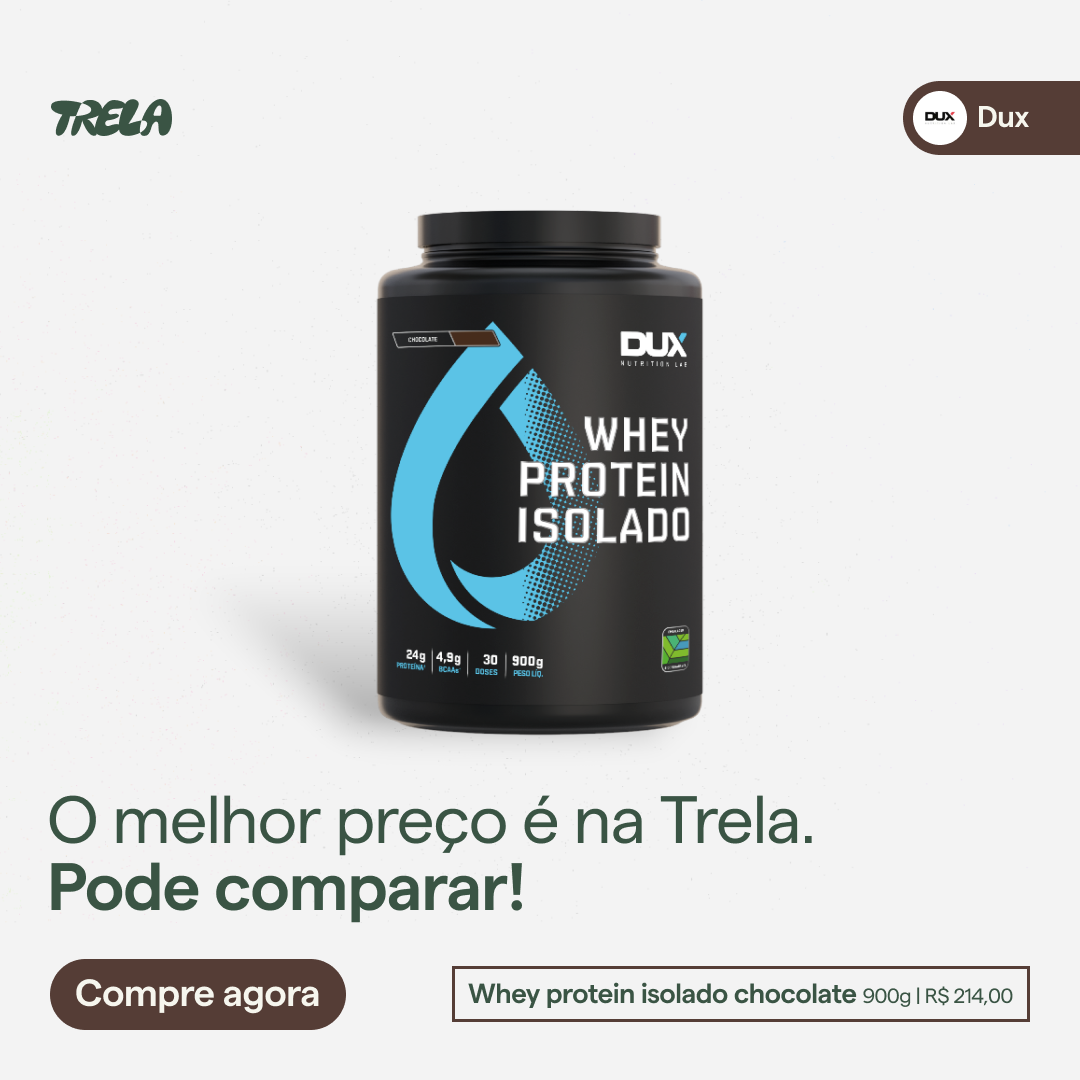 TRELA
DUX
Dux
CHOCOLATE
DUX
NUTRITION LAB
WHEY
PROTEIN
ISOLADO
24g 4,9g 30 900g
PROTEÍNA BCAAs DOSES PESO LÍQ.
O melhor preço é na Trela.
Pode comparar!
Compre agora
Whey protein isolado chocolate 900g | R$ 214,00